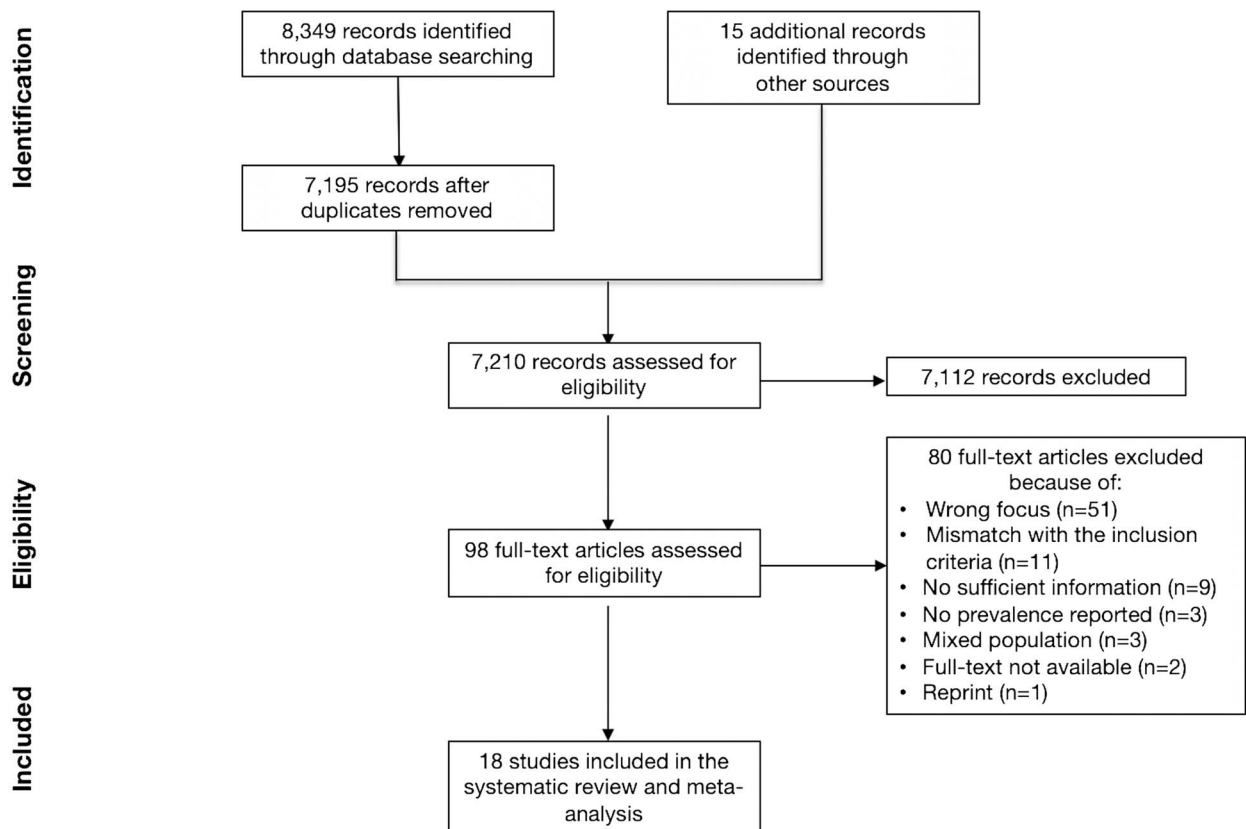 Identification
8,349 records identified
through database searching
15 additional records
identified through
other sources
7,195 records after
duplicates removed
Screening
7,210 records assessed for
eligibility
7,112 records excluded
Eligibility
98 full-text articles assessed
for eligibility
80 full-text articles excluded
because of:
• Wrong focus (n=51)
• Mismatch with the inclusion
criteria (n=11)
• No sufficient information (n=9)
• No prevalence reported (n=3)
• Mixed population (n=3)
• Full-text not available (n=2)
• Reprint (n=1)
Included
18 studies included in the
systematic review and meta-
analysis